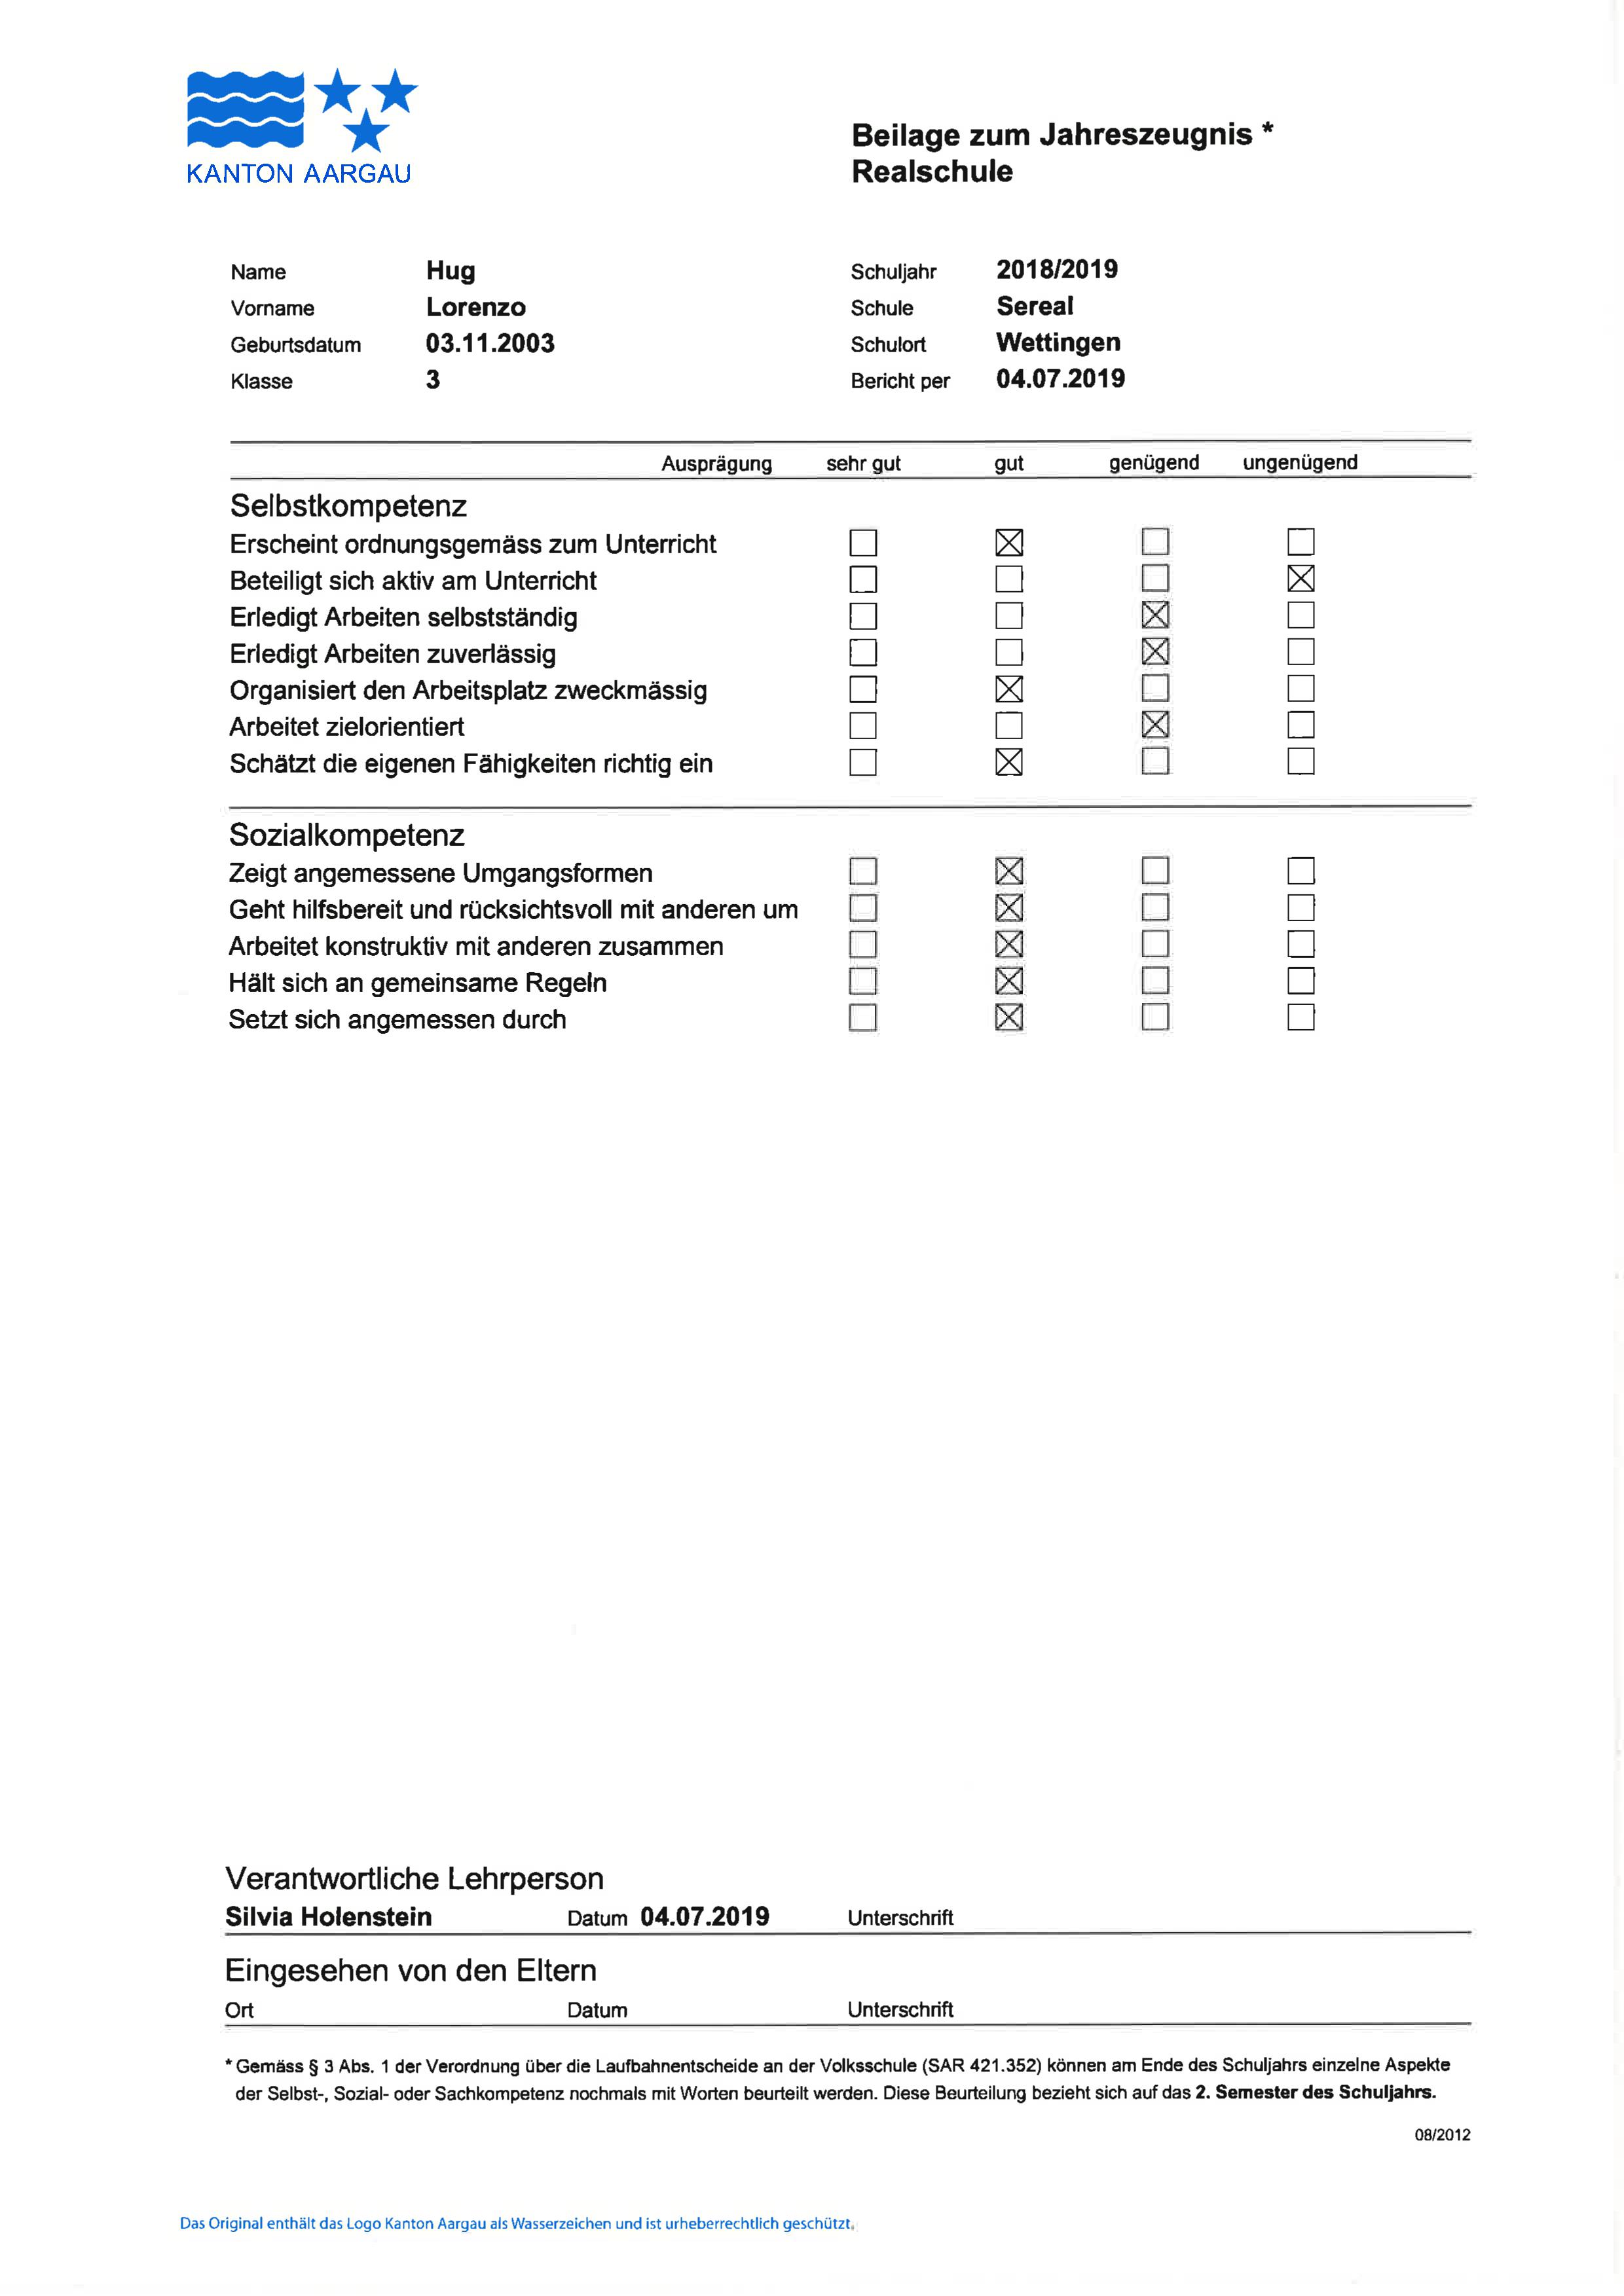 KANTON AARGAU
Beilage zum Jahreszeugnis *
Realschule
Name Hug
Vorname Lorenzo
Geburtsdatum 03.11.2003
Klasse 3
Schuljahr 2018/2019
Schule Sereal
Schulort Wettingen
Bericht per 04.07.2019
Ausprägung sehr gut gut genügend ungenügend
Selbstkompetenz
Erscheint ordnungsgemäss zum Unterricht ☐ ☒ ☐ ☐
Beteiligt sich aktiv am Unterricht ☐ ☐ ☐ ☒
Erledigt Arbeiten selbstständig ☐ ☐ ☒ ☐
Erledigt Arbeiten zuverlässig ☐ ☐ ☒ ☐
Organisiert den Arbeitsplatz zweckmässig ☐ ☒ ☐ ☐
Arbeitet zielorientiert ☐ ☐ ☒ ☐
Schätzt die eigenen Fähigkeiten richtig ein ☐ ☒ ☐ ☐
Sozialkompetenz
Zeigt angemessene Umgangsformen ☐ ☒ ☐ ☐
Geht hilfsbereit und rücksichtsvoll mit anderen um ☐ ☒ ☐ ☐
Arbeitet konstruktiv mit anderen zusammen ☐ ☒ ☐ ☐
Hält sich an gemeinsame Regeln ☐ ☒ ☐ ☐
Setzt sich angemessen durch ☐ ☒ ☐ ☐
Verantwortliche Lehrperson
Silvia Holenstein Datum 04.07.2019 Unterschrift
Eingesehen von den Eltern
Ort Datum Unterschrift
* Gemäss § 3 Abs. 1 der Verordnung über die Laufbahnentscheide an der Volksschule (SAR 421.352) können am Ende des Schuljahrs einzelne Aspekte
der Selbst-, Sozial- oder Sachkompetenz nochmals mit Worten beurteilt werden. Diese Beurteilung bezieht sich auf das 2. Semester des Schuljahrs.
08/2012
Das Original enthält das Logo Kanton Aargau als Wasserzeichen und ist urheberrechtlich geschützt.